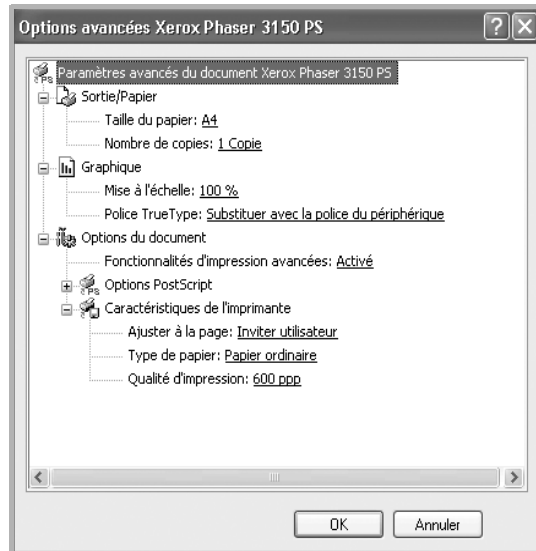 Options avancées Xerox Phaser 3150 PS
Paramètres avancés du document Xerox Phaser 3150 PS
Sortie/Papier
Taille du papier: A4
Nombre de copies: 1 Copie
Graphique
Mise à l'échelle: 100 %
Police TrueType: Substituer avec la police du périphérique
Options du document
Fonctionnalités d'impression avancées: Activé
Options PostScript
Caractéristiques de l'imprimante
Ajuster à la page: Inviter utilisateur
Type de papier: Papier ordinaire
Qualité d'impression: 600 ppp
OK Annuler